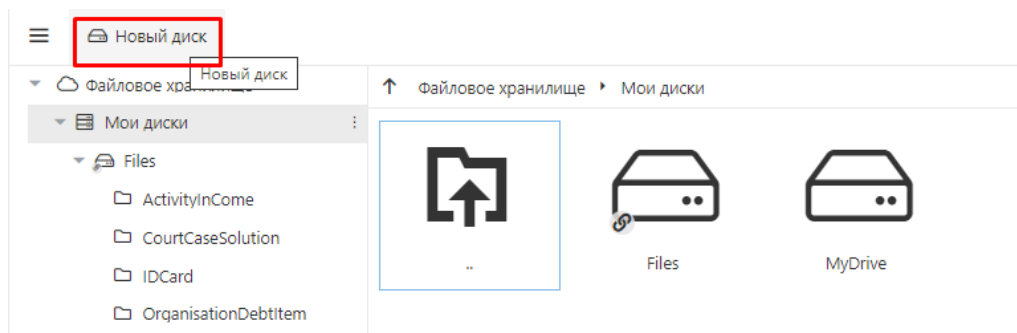 Новый диск
Новый диск
Файловое хранилище
Мои диски
Files
ActivityInCome
CourtCaseSolution
IDCard
OrganisationDebtItem
Файловое хранилище Мои диски
..
Files
MyDrive